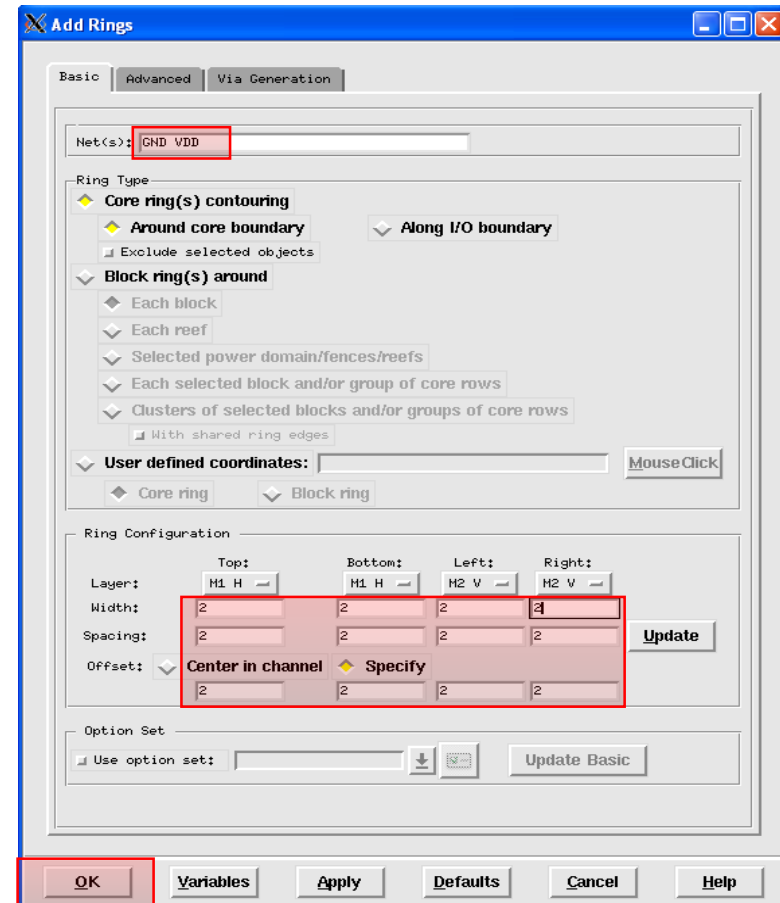 Add Rings
Basic Advanced Via Generation
Net(s): GND VDD
Ring Type
Core ring(s) contouring
Around core boundary Along I/O boundary
Exclude selected objects
Block ring(s) around
Each block
Each reef
Selected power domain/fences/reefs
Each selected block and/or group of core rows
Clusters of selected blocks and/or groups of core rows
With shared ring edges
User defined coordinates: MouseClick
Core ring Block ring
Ring Configuration
Top: Bottom: Left: Right:
Layer: M1 H M1 H M2 V M2 V
Width: 2 2 2 2
Spacing: 2 2 2 2 Update
Offset: Center in channel Specify
2 2 2 2
Option Set
Use option set: Update Basic
OK Variables Apply Defaults Cancel Help